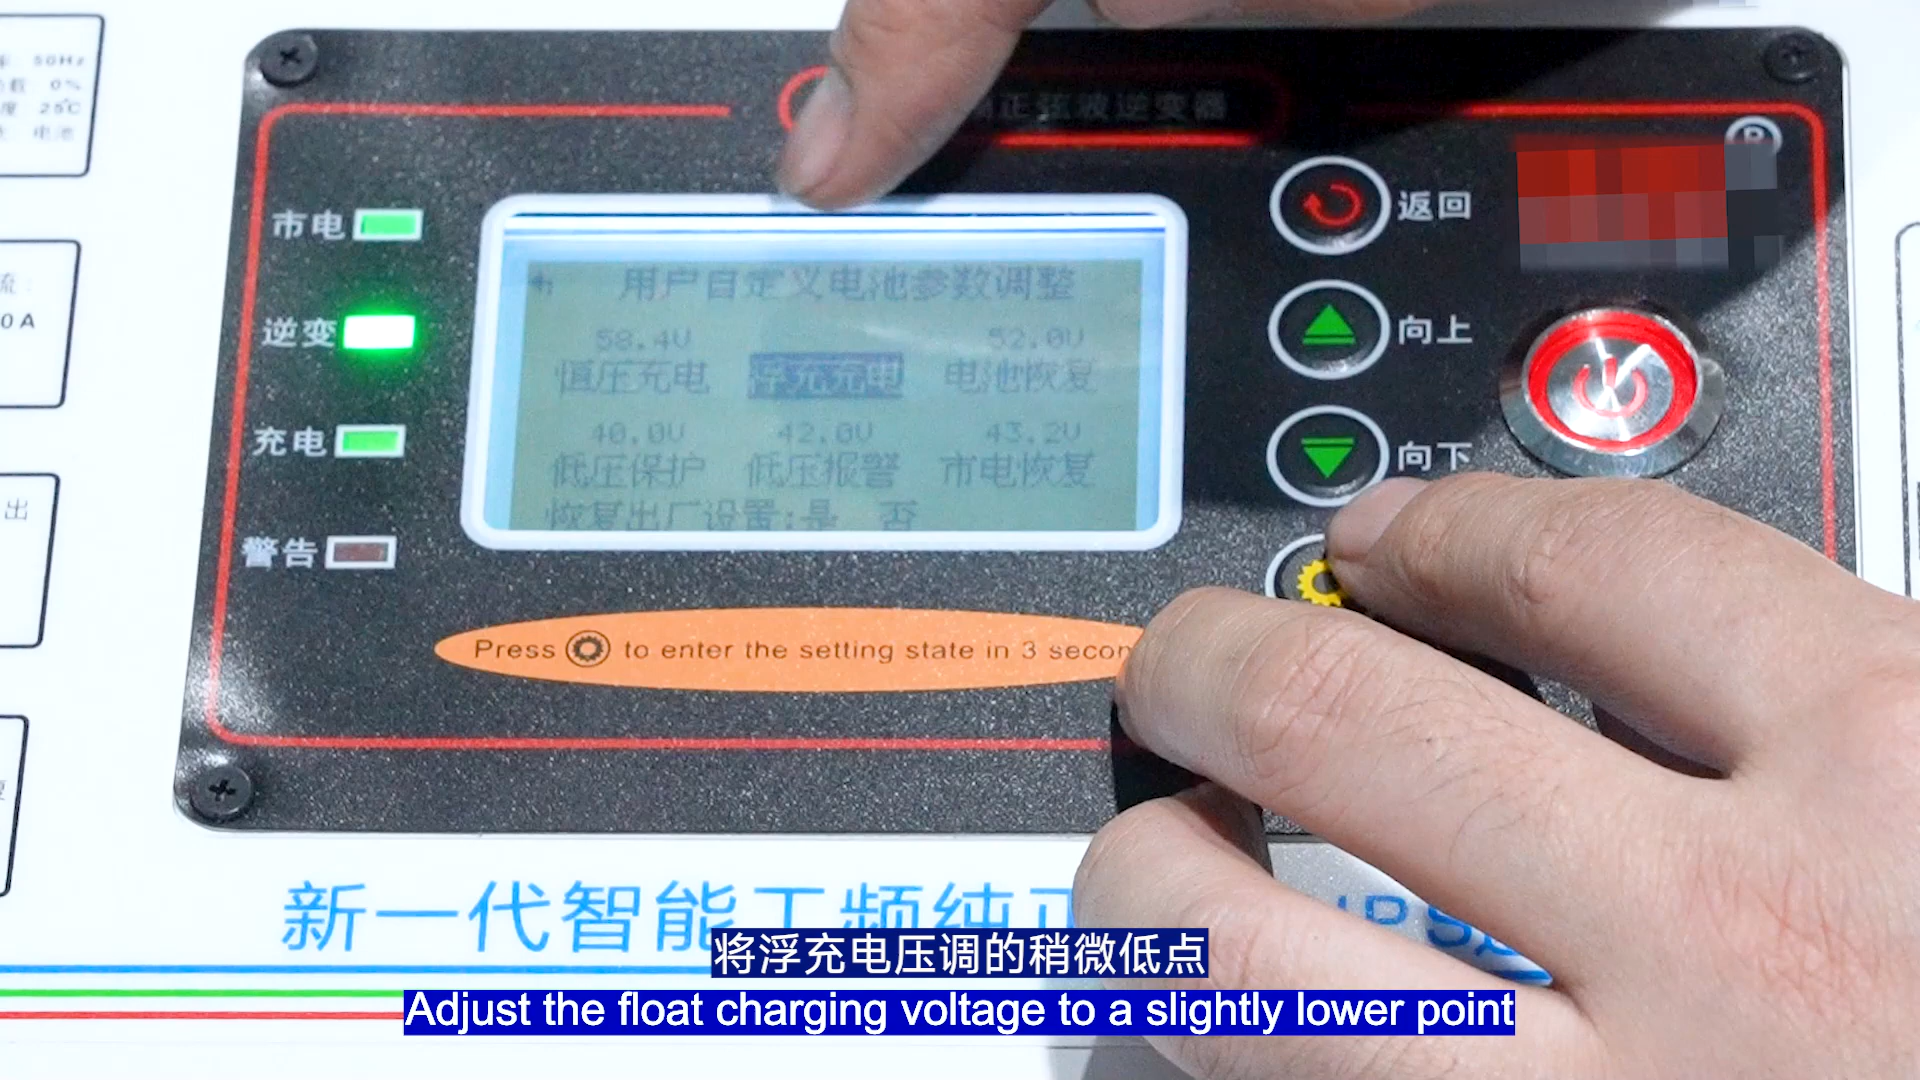 50Hz
0%
度 25℃
电池
流:
0A
出
正弦波逆变器
®
市电
逆变
充电
警告
用户自定义电池参数调整
58.4V 52.0V
恒压充电 浮充充电 电池恢复
40.0V 42.0V 43.2V
低压保护 低压报警 市电恢复
恢复出厂设置:是 否
返回
向上
向下
Press to enter the setting state in 3 secon
新一代智能工频纯正
将浮充电压调的稍微低点
Adjust the float charging voltage to a slightly lower point